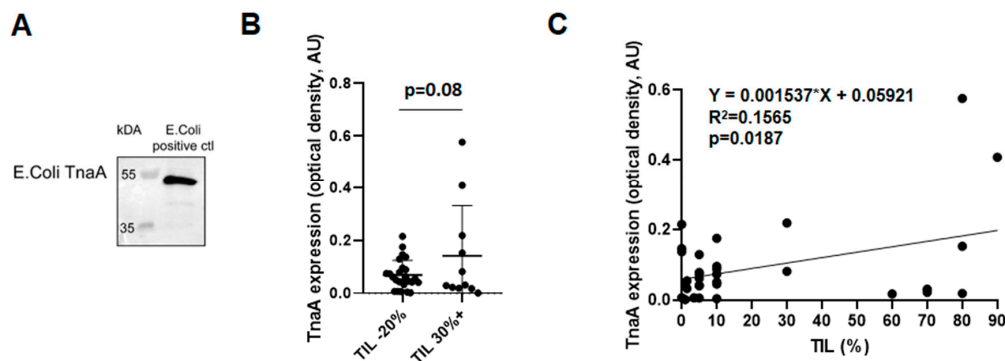 A
kDA
E.Coli
positive ctl
E.Coli TnaA
55
35
B
TnaA expression (optical density, AU)
0.8
0.6
0.4
0.2
0.0
p=0.08
TIL -20%
TIL 30%+
C
TnaA expression (optical density, AU)
0.6
0.4
0.2
0.0
Y = 0.001537*X + 0.05921
R²=0.1565
p=0.0187
0 10 20 30 40 50 60 70 80 90
TIL (%)